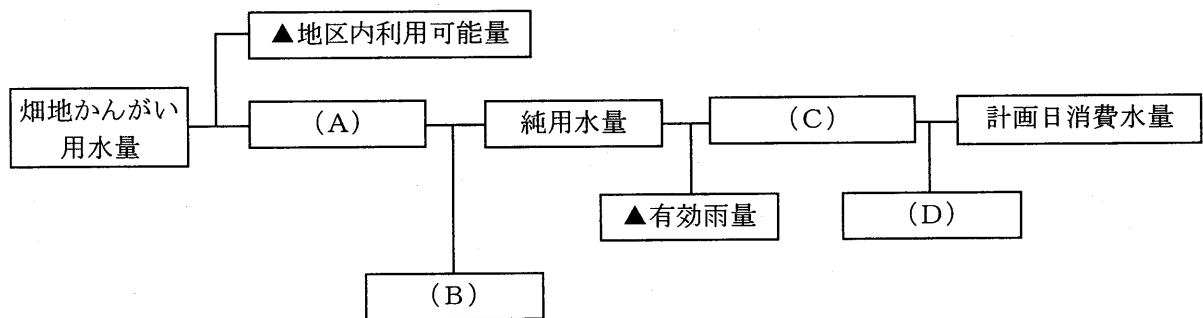 ▲地区内利用可能量
畑地かんがい
用水量
(A)
純用水量
(C)
計画日消費水量
▲有効雨量
(D)
(B)